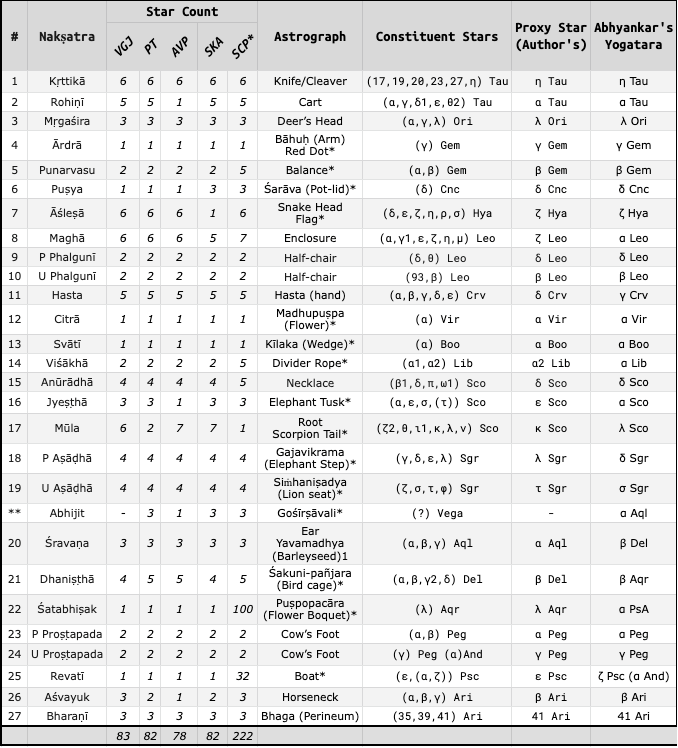 Star Count
# Nakṣatra VGJ PT AVP SKA SCP* Astrograph Constituent Stars Proxy Star (Author's) Abhyankar's Yogatara
1 Kṛttikā 6 6 6 6 6 Knife/Cleaver (17,19,20,23,27,η) Tau η Tau η Tau
2 Rohiṇī 5 5 1 5 5 Cart (α,γ,δ1,ε,θ2) Tau α Tau α Tau
3 Mṛgaśira 3 3 3 3 3 Deer's Head (α,γ,λ) Ori λ Ori λ Ori
4 Ārdrā 1 1 1 1 1 Bāhuḥ (Arm) Red Dot* (γ) Gem γ Gem γ Gem
5 Punarvasu 2 2 2 2 5 Balance* (α,β) Gem β Gem β Gem
6 Puṣya 1 1 1 3 3 Śarāva (Pot-lid)* (δ) Cnc δ Cnc δ Cnc
7 Āśleṣā 6 6 6 1 6 Snake Head Flag* (δ,ε,ζ,η,ρ,σ) Hya ζ Hya ζ Hya
8 Maghā 6 6 6 5 7 Enclosure (α,γ1,ε,ζ,η,μ) Leo ζ Leo α Leo
9 P Phalgunī 2 2 2 2 2 Half-chair (δ,θ) Leo δ Leo δ Leo
10 U Phalgunī 2 2 2 2 2 Half-chair (93,β) Leo β Leo β Leo
11 Hasta 5 5 5 5 5 Hasta (hand) (α,β,γ,δ,ε) Crv δ Crv γ Crv
12 Citrā 1 1 1 1 1 Madhupuṣpa (Flower)* (α) Vir α Vir α Vir
13 Svātī 1 1 1 1 1 Kīlaka (Wedge)* (α) Boo α Boo α Boo
14 Viśākhā 2 2 2 2 5 Divider Rope* (α1,α2) Lib α2 Lib α Lib
15 Anūrādhā 4 4 4 4 5 Necklace (β1,δ,π,ω1) Sco δ Sco δ Sco
16 Jyeṣṭhā 3 3 1 3 3 Elephant Tusk* (α,ε,σ,(τ)) Sco ε Sco α Sco
17 Mūla 6 2 7 7 1 Root Scorpion Tail* (ζ2,θ,ι1,κ,λ,ν) Sco κ Sco λ Sco
18 P Aṣāḍhā 4 4 4 4 4 Gajavikrama (Elephant Step)* (γ,δ,ε,λ) Sgr λ Sgr δ Sgr
19 U Aṣāḍhā 4 4 4 4 4 Siṁhaniṣadya (Lion seat)* (ζ,σ,τ,φ) Sgr τ Sgr σ Sgr
** Abhijit - 3 1 3 3 Gośīrṣāvali* (?) Vega - α Aql
20 Śravaṇa 3 3 3 3 3 Ear Yavamadhya (Barleyseed)1 (α,β,γ) Aql α Aql β Del
21 Dhaniṣṭhā 4 5 5 4 5 Śakuni-pañjara (Bird cage)* (α,β,γ2,δ) Del β Del β Aqr
22 Śatabhiṣak 1 1 1 1 100 Puṣpopacāra (Flower Boquet)* (λ) Aqr λ Aqr α PsA
23 P Proṣṭapada 2 2 2 2 2 Cow's Foot (α,β) Peg α Peg α Peg
24 U Proṣṭapada 2 2 2 2 2 Cow's Foot (γ) Peg (α)And γ Peg γ Peg
25 Revatī 1 1 1 1 32 Boat* (ε,(α,ζ)) Psc ε Psc ζ Psc (α And)
26 Aśvayuk 3 2 1 2 3 Horseneck (α,β,γ) Ari β Ari β Ari
27 Bharaṇī 3 3 3 3 3 Bhaga (Perineum) (35,39,41) Ari 41 Ari 41 Ari
83 82 78 82 222